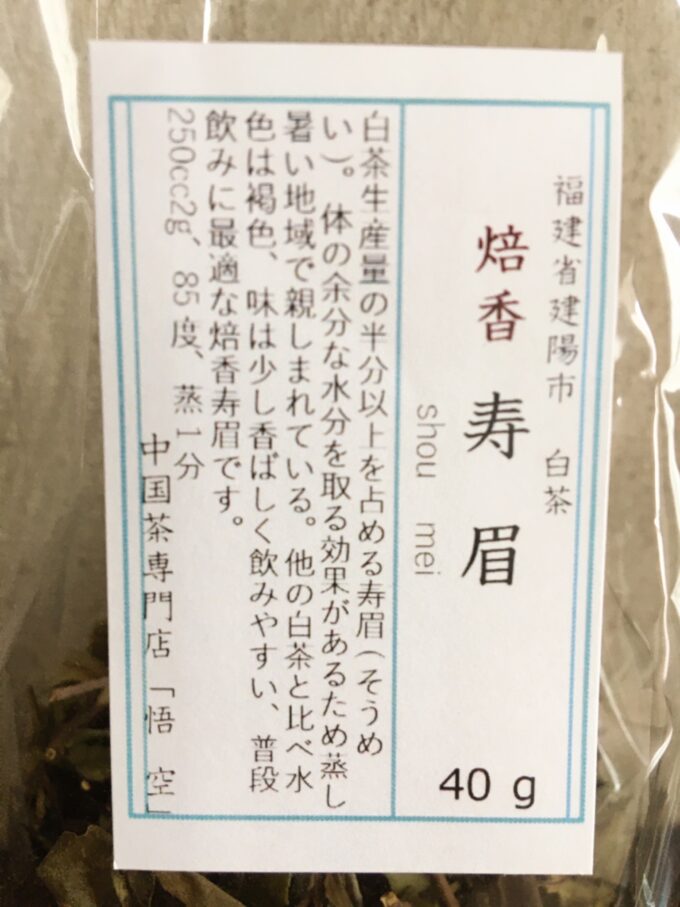 福建省建陽市　白茶
焙香 寿眉
shou mei
40 g
白茶生産量の半分以上を占める寿眉(そうめ
い)。体の余分な水分を取る効果があるため蒸し
暑い地域で親しまれている。他の白茶と比べ水
色は褐色、味は少し香ばしく飲みやすい、普段
飲みに最適な焙香寿眉です。
250cc2g、85度、蒸1分
中国茶専門店「悟 空」